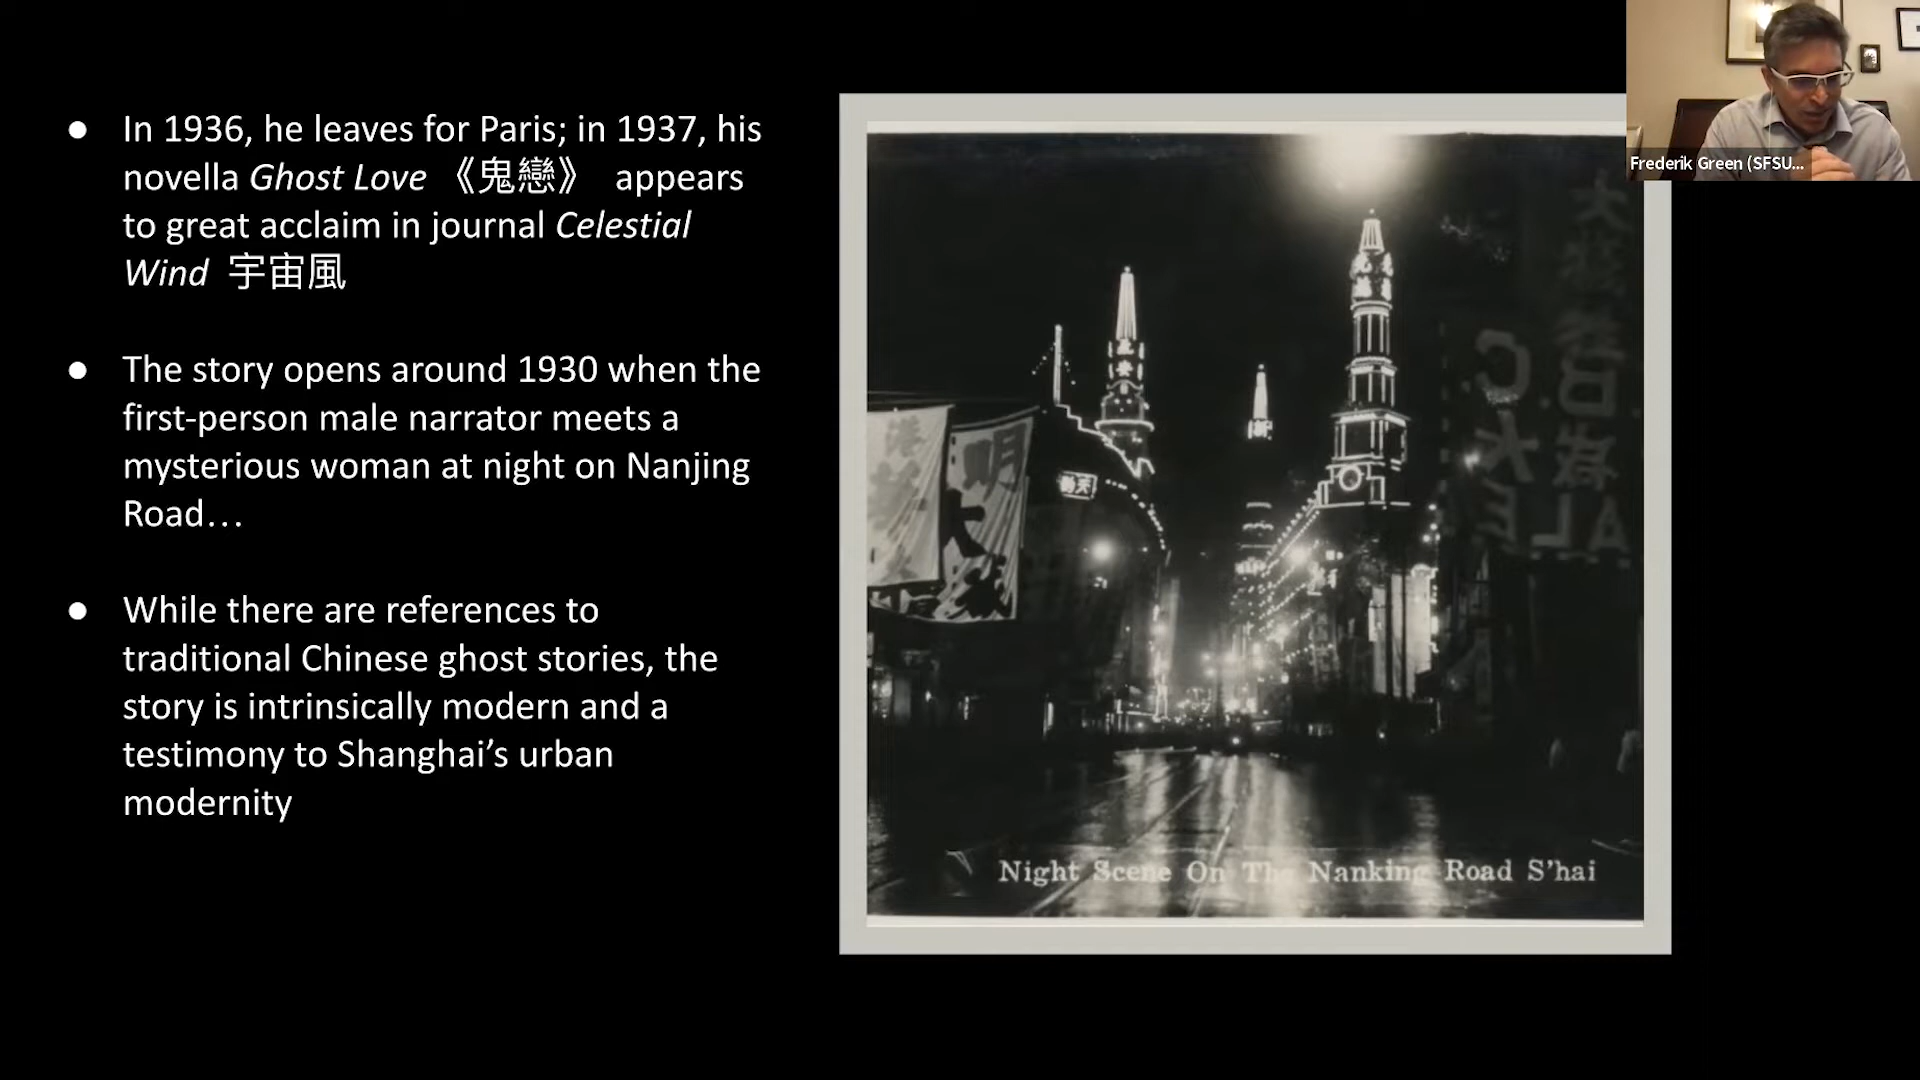 ● In 1936, he leaves for Paris; in 1937, his
novella Ghost Love 《鬼戀》 appears
to great acclaim in journal Celestial
Wind 宇宙風
● The story opens around 1930 when the
first-person male narrator meets a
mysterious woman at night on Nanjing
Road…
● While there are references to
traditional Chinese ghost stories, the
story is intrinsically modern and a
testimony to Shanghai’s urban
modernity
Frederik Green (SFSU...
明
大
Night Scene On The Nanking Road S'hai